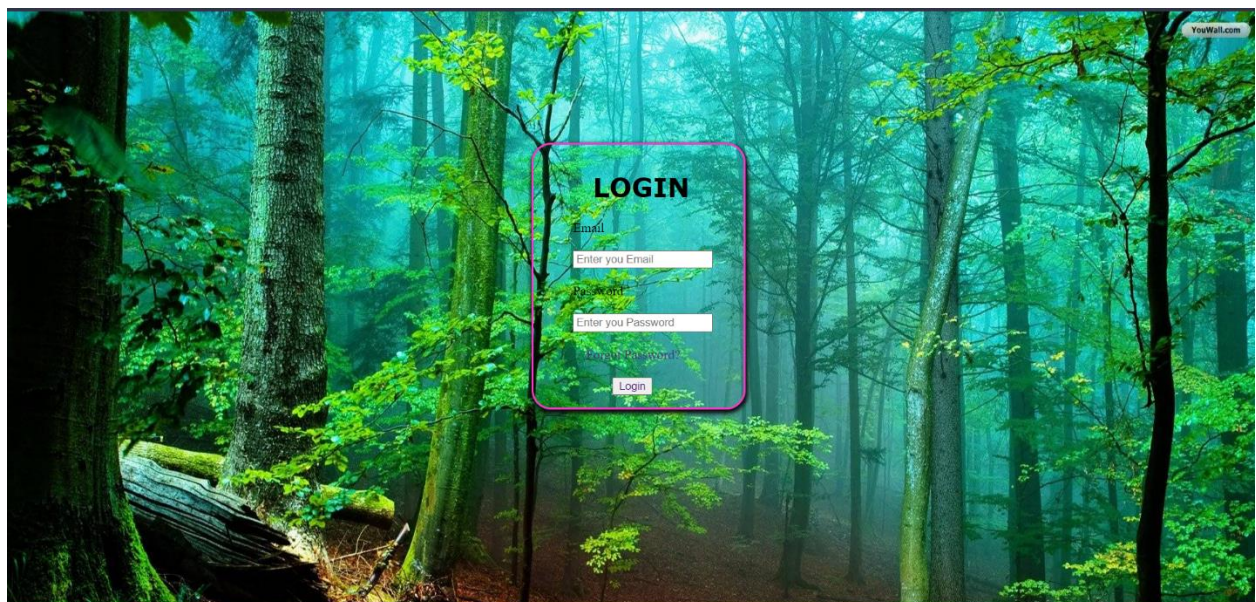 YouWall.com
LOGIN
Email
Enter you Email
Password
Enter you Password
Forgot Password?
Login